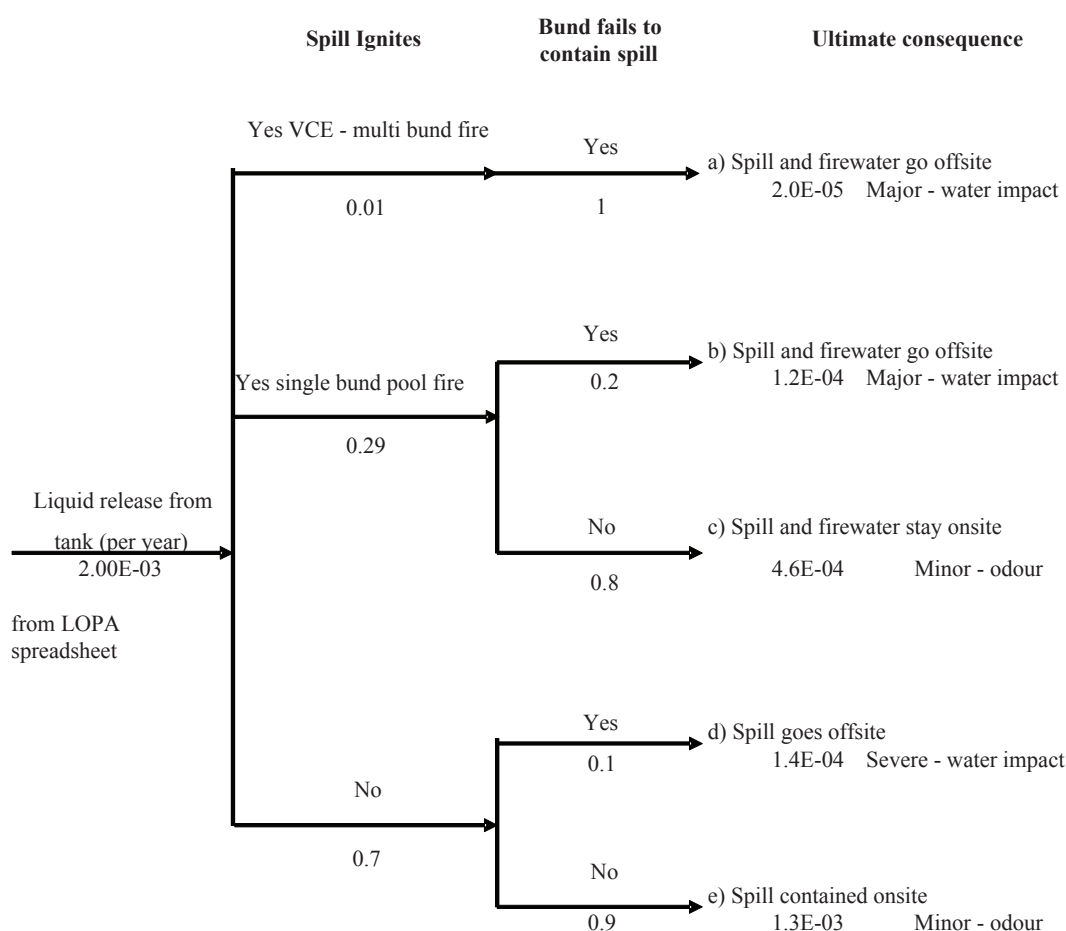 Spill Ignites
Bund fails to
contain spill
Ultimate consequence
Yes VCE - multi bund fire
0.01
Yes
1
a) Spill and firewater go offsite
2.0E-05 Major - water impact
Yes single bund pool fire
0.29
Yes
0.2
b) Spill and firewater go offsite
1.2E-04 Major - water impact
Liquid release from
tank (per year)
2.00E-03
from LOPA
spreadsheet
No
0.8
c) Spill and firewater stay onsite
4.6E-04 Minor - odour
No
0.7
Yes
0.1
d) Spill goes offsite
1.4E-04 Severe - water impact
No
0.9
e) Spill contained onsite
1.3E-03 Minor - odour